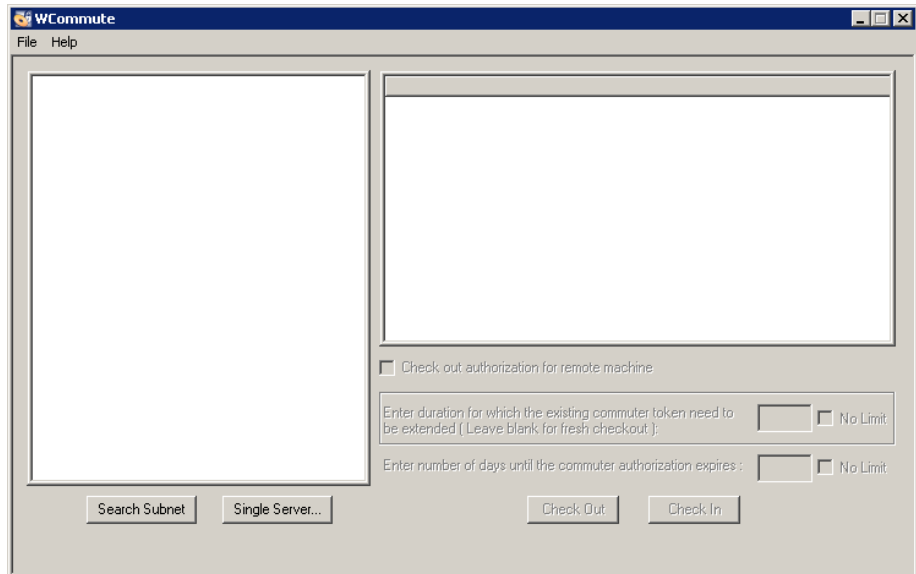 WCommute
File Help
Check out authorization for remote machine
Enter duration for which the existing commuter token need to
be extended ( Leave blank for fresh checkout ):
No Limit
Enter number of days until the commuter authorization expires :
No Limit
Search Subnet
Single Server...
Check Out
Check In